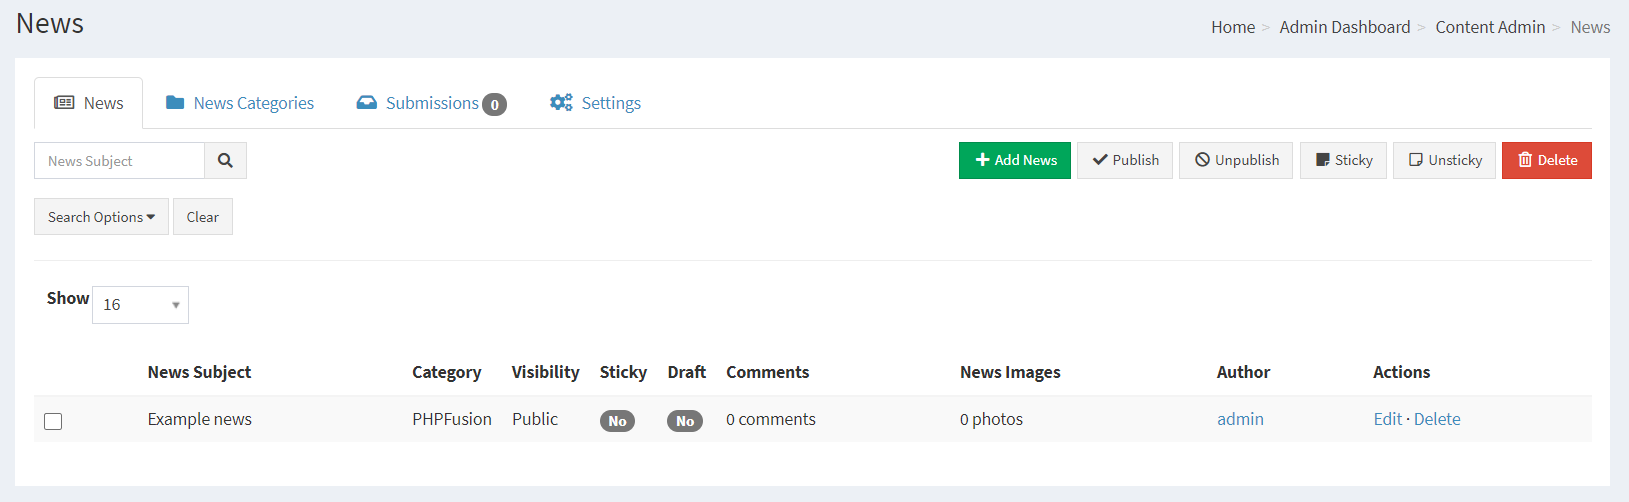 News
Home > Admin Dashboard > Content Admin > News
News News Categories Submissions 0 Settings
News Subject Add News Publish Unpublish Sticky Unsticky Delete
Search Options Clear
Show 16
News Subject Category Visibility Sticky Draft Comments News Images Author Actions
Example news PHPFusion Public No No 0 comments 0 photos admin Edit · Delete